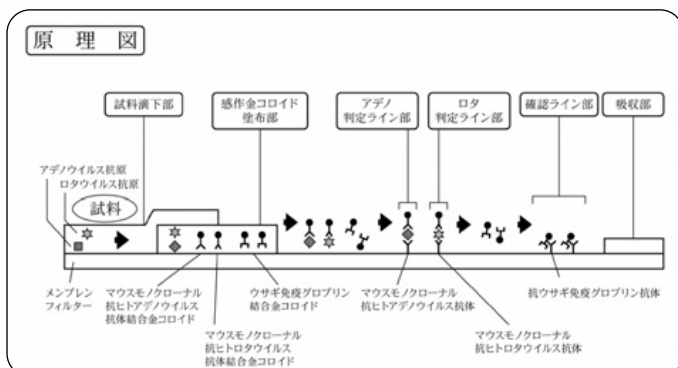 原理図
試料滴下部
感作金コロイド
塗布部
アデノ
判定ライン部
ロタ
判定ライン部
確認ライン部
吸収部
アデノウイルス抗原
ロタウイルス抗原
試料
メンブレン
フィルター
マウスモノクローナル
抗ヒトアデノウイルス
抗体結合金コロイド
マウスモノクローナル
抗ヒトロタウイルス
抗体結合金コロイド
ウサギ免疫グロブリン
結合金コロイド
マウスモノクローナル
抗ヒトアデノウイルス抗体
マウスモノクローナル
抗ヒトロタウイルス抗体
抗ウサギ免疫グロブリン抗体